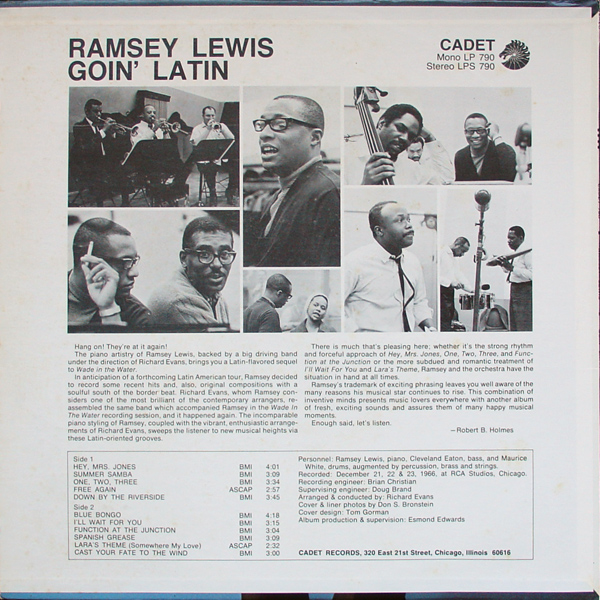 RAMSEY LEWIS
GOIN' LATIN
CADET
Mono LP 790
Stereo LPS 790
Hang on! They're at it again!
The piano artistry of Ramsey Lewis, backed by a big driving band
under the direction of Richard Evans, brings you a Latin-flavored sequel
to Wade in the Water.
In anticipation of a forthcoming Latin American tour, Ramsey decided
to record some recent hits and, also, original compositions with a
soulful south of the border beat. Richard Evans, whom Ramsey con-
siders one of the most brilliant of the contemporary arrangers, re-
assembled the same band which accompanied Ramsey in the Wade In
The Water recording session, and it happened again. The incomparable
piano styling of Ramsey, coupled with the vibrant, enthusiastic arrange-
ments of Richard Evans, sweeps the listener to new musical heights via
these Latin-oriented grooves.
There is much that's pleasing here; whether it's the strong rhythm
and forceful approach of Hey, Mrs. Jones, One, Two, Three, and Func-
tion at the Junction or the more subdued and romantic treatment of
I'll Wait For You and Lara's Theme, Ramsey and the orchestra have the
situation in hand at all times.
Ramsey's trademark of exciting phrasing leaves you well aware of the
many reasons his musical star continues to rise. This combination of
inventive minds presents music lovers everywhere with another album
of fresh, exciting sounds and assures them of many happy musical
moments.
Enough said, let's listen.
—Robert B. Holmes
Side 1
HEY, MRS. JONES BMI 4:01
SUMMER SAMBA BMI 3:09
ONE, TWO, THREE BMI 3:34
FREE AGAIN ASCAP 2:57
DOWN BY THE RIVERSIDE BMI 3:45
Side 2
BLUE BONGO BMI 4:18
I'LL WAIT FOR YOU BMI 3:15
FUNCTION AT THE JUNCTION BMI 3:04
SPANISH GREASE BMI 3:09
LARA'S THEME (Somewhere My Love) ASCAP 2:32
CAST YOUR FATE TO THE WIND BMI 3:00
Personnel: Ramsey Lewis, piano, Cleveland Eaton, bass, and Maurice
White, drums, augmented by percussion, brass and strings.
Recorded: December 21, 22 & 23, 1966, at RCA Studios, Chicago.
Recording engineer: Brian Christian
Supervising engineer: Doug Brand
Arranged & conducted by: Richard Evans
Cover & liner photos by Don S. Bronstein
Cover design: Tom Gorman
Album production & supervision: Esmond Edwards
CADET RECORDS, 320 East 21st Street, Chicago, Illinois 60616